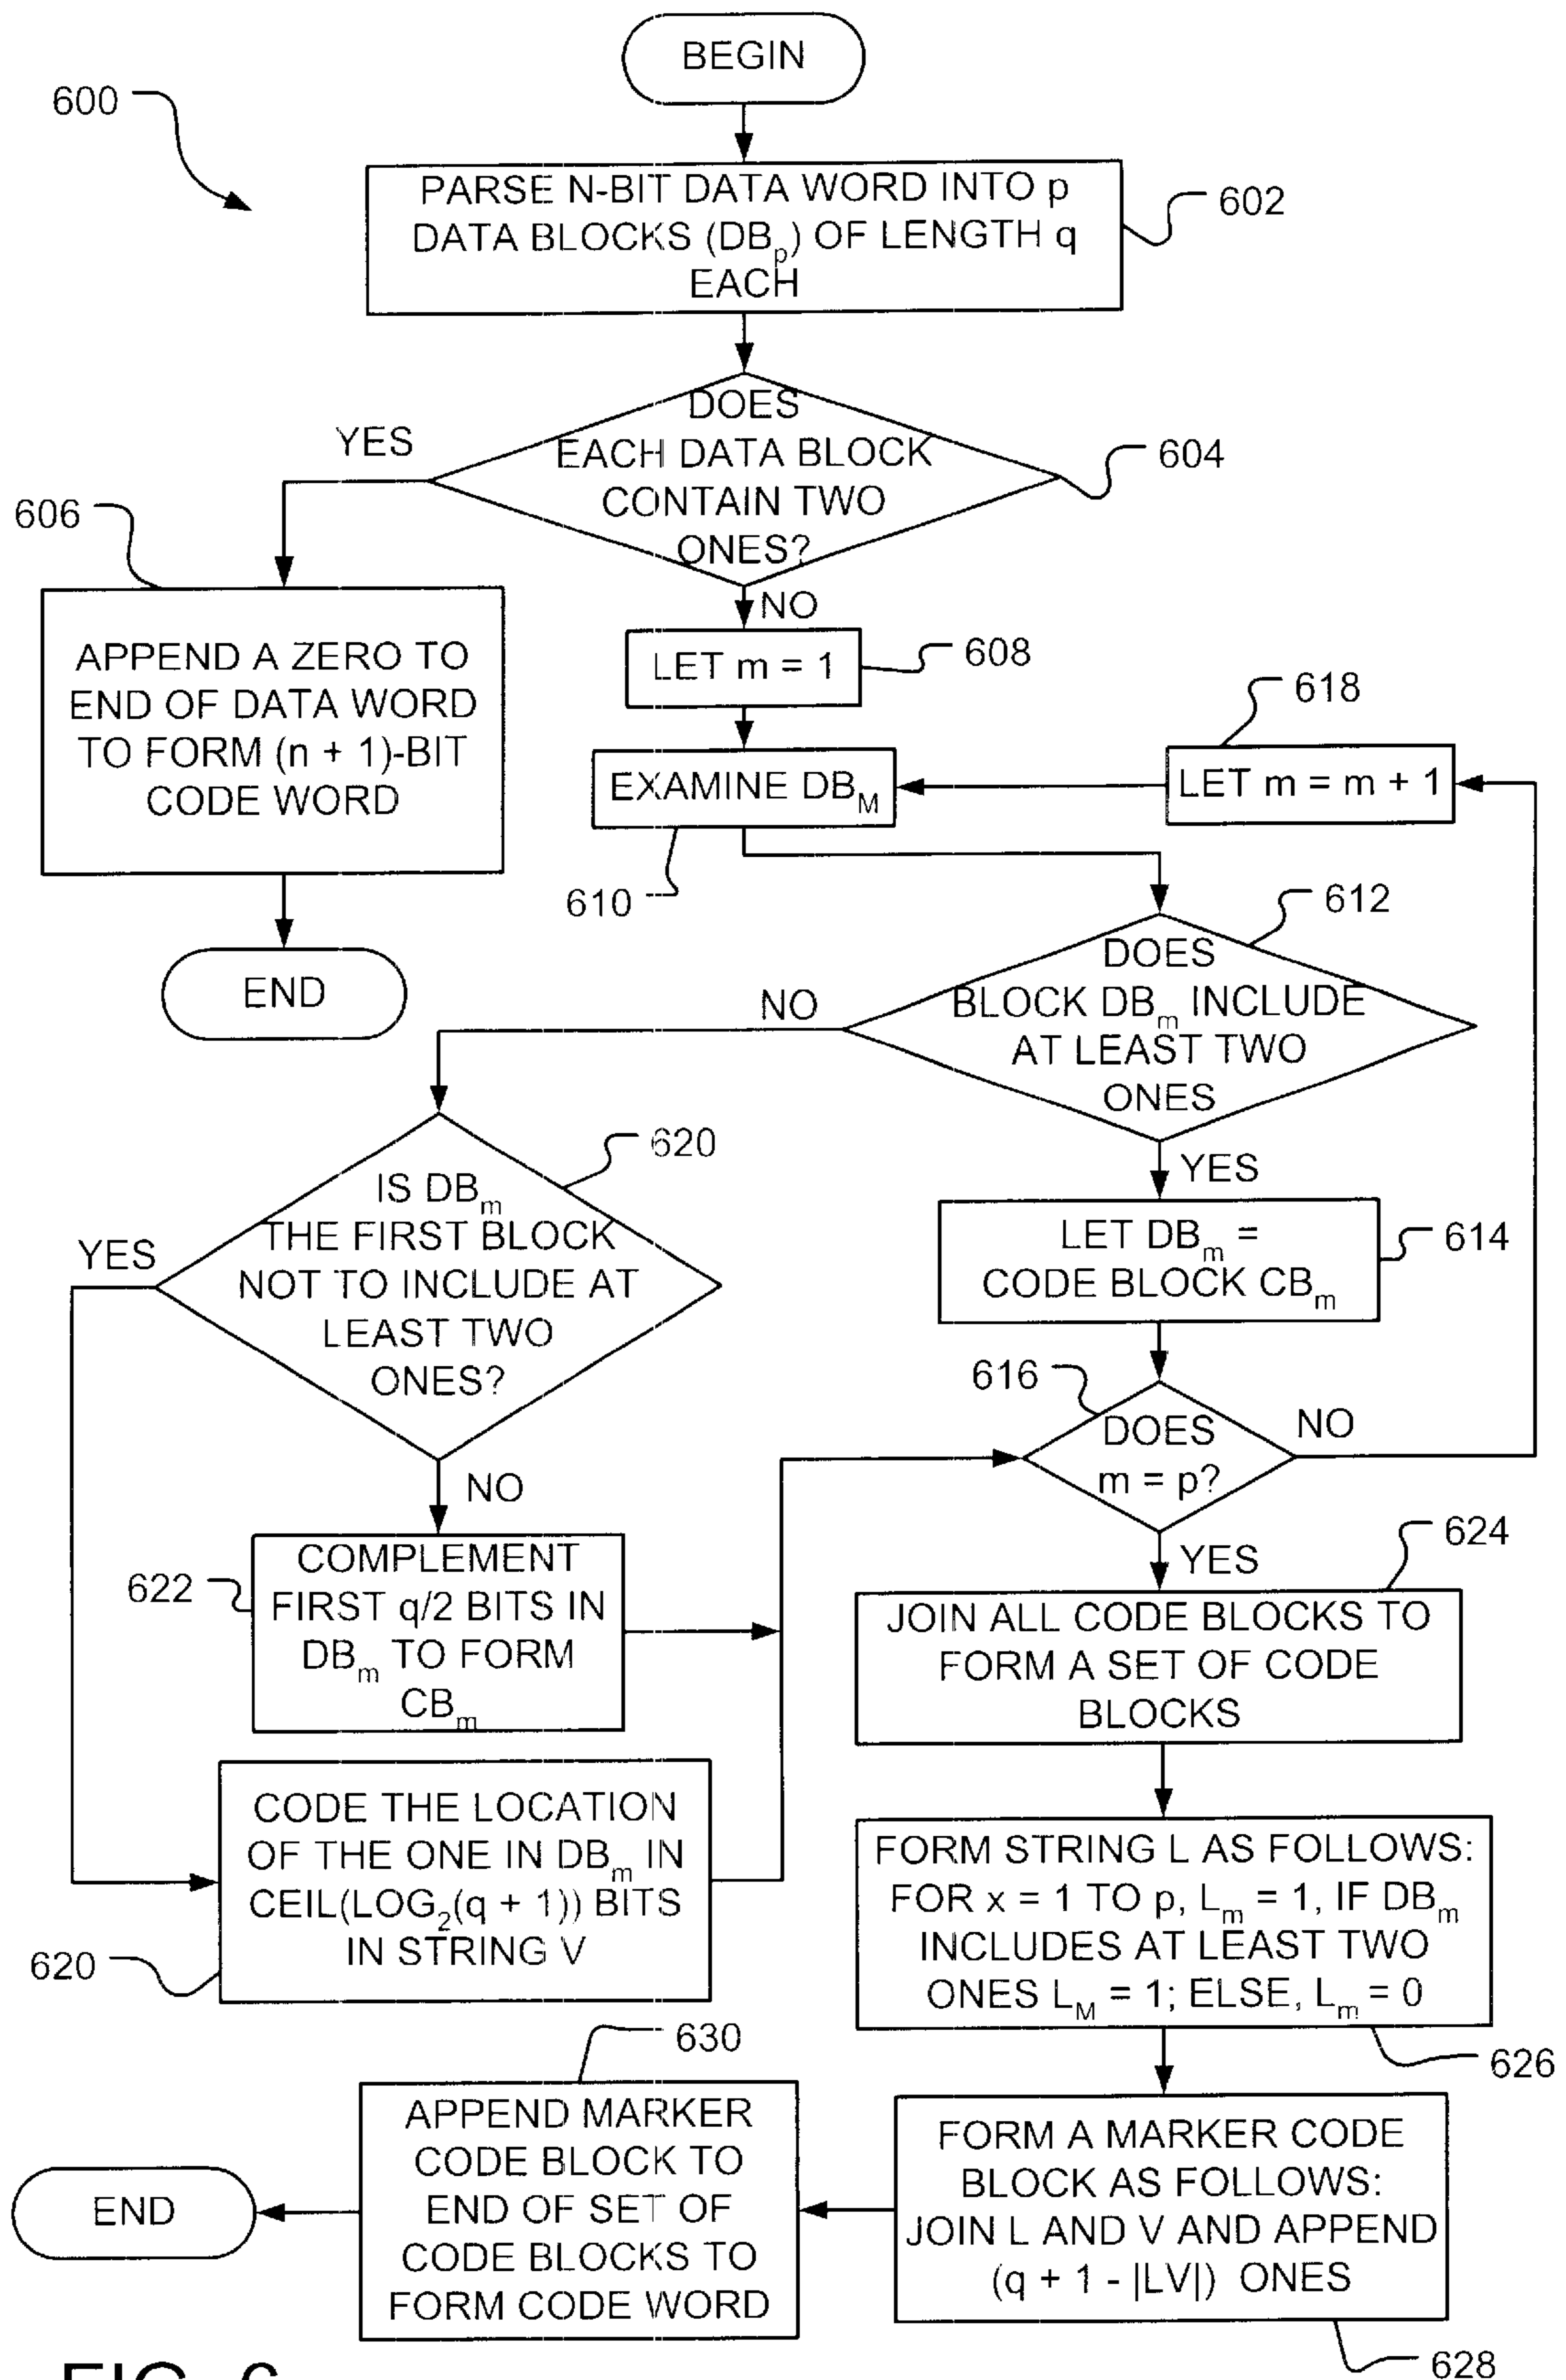 BEGIN
600
PARSE N-BIT DATA WORD INTO p
DATA BLOCKS (DBp) OF LENGTH q
EACH
602
DOES
EACH DATA BLOCK
CONTAIN TWO
ONES?
604
YES
606
NO
APPEND A ZERO TO
END OF DATA WORD
TO FORM (n + 1)-BIT
CODE WORD
END
LET m = 1
608
618
LET m = m + 1
EXAMINE DBM
610
612
DOES
BLOCK DBm INCLUDE
AT LEAST TWO
ONES
NO
YES
620
IS DBm
THE FIRST BLOCK
NOT TO INCLUDE AT
LEAST TWO
ONES?
YES
NO
LET DBm =
CODE BLOCK CBm
614
616
DOES
m = p?
NO
YES
622
COMPLEMENT
FIRST q/2 BITS IN
DBm TO FORM
CBm
624
JOIN ALL CODE BLOCKS TO
FORM A SET OF CODE
BLOCKS
CODE THE LOCATION
OF THE ONE IN DBm IN
CEIL(LOG2(q + 1)) BITS
IN STRING V
620
FORM STRING L AS FOLLOWS:
FOR x = 1 TO p, Lm = 1, IF DBm
INCLUDES AT LEAST TWO
ONES LM = 1; ELSE, Lm = 0
626
630
APPEND MARKER
CODE BLOCK TO
END OF SET OF
CODE BLOCKS TO
FORM CODE WORD
FORM A MARKER CODE
BLOCK AS FOLLOWS:
JOIN L AND V AND APPEND
(q + 1 - |LV|) ONES
628
END